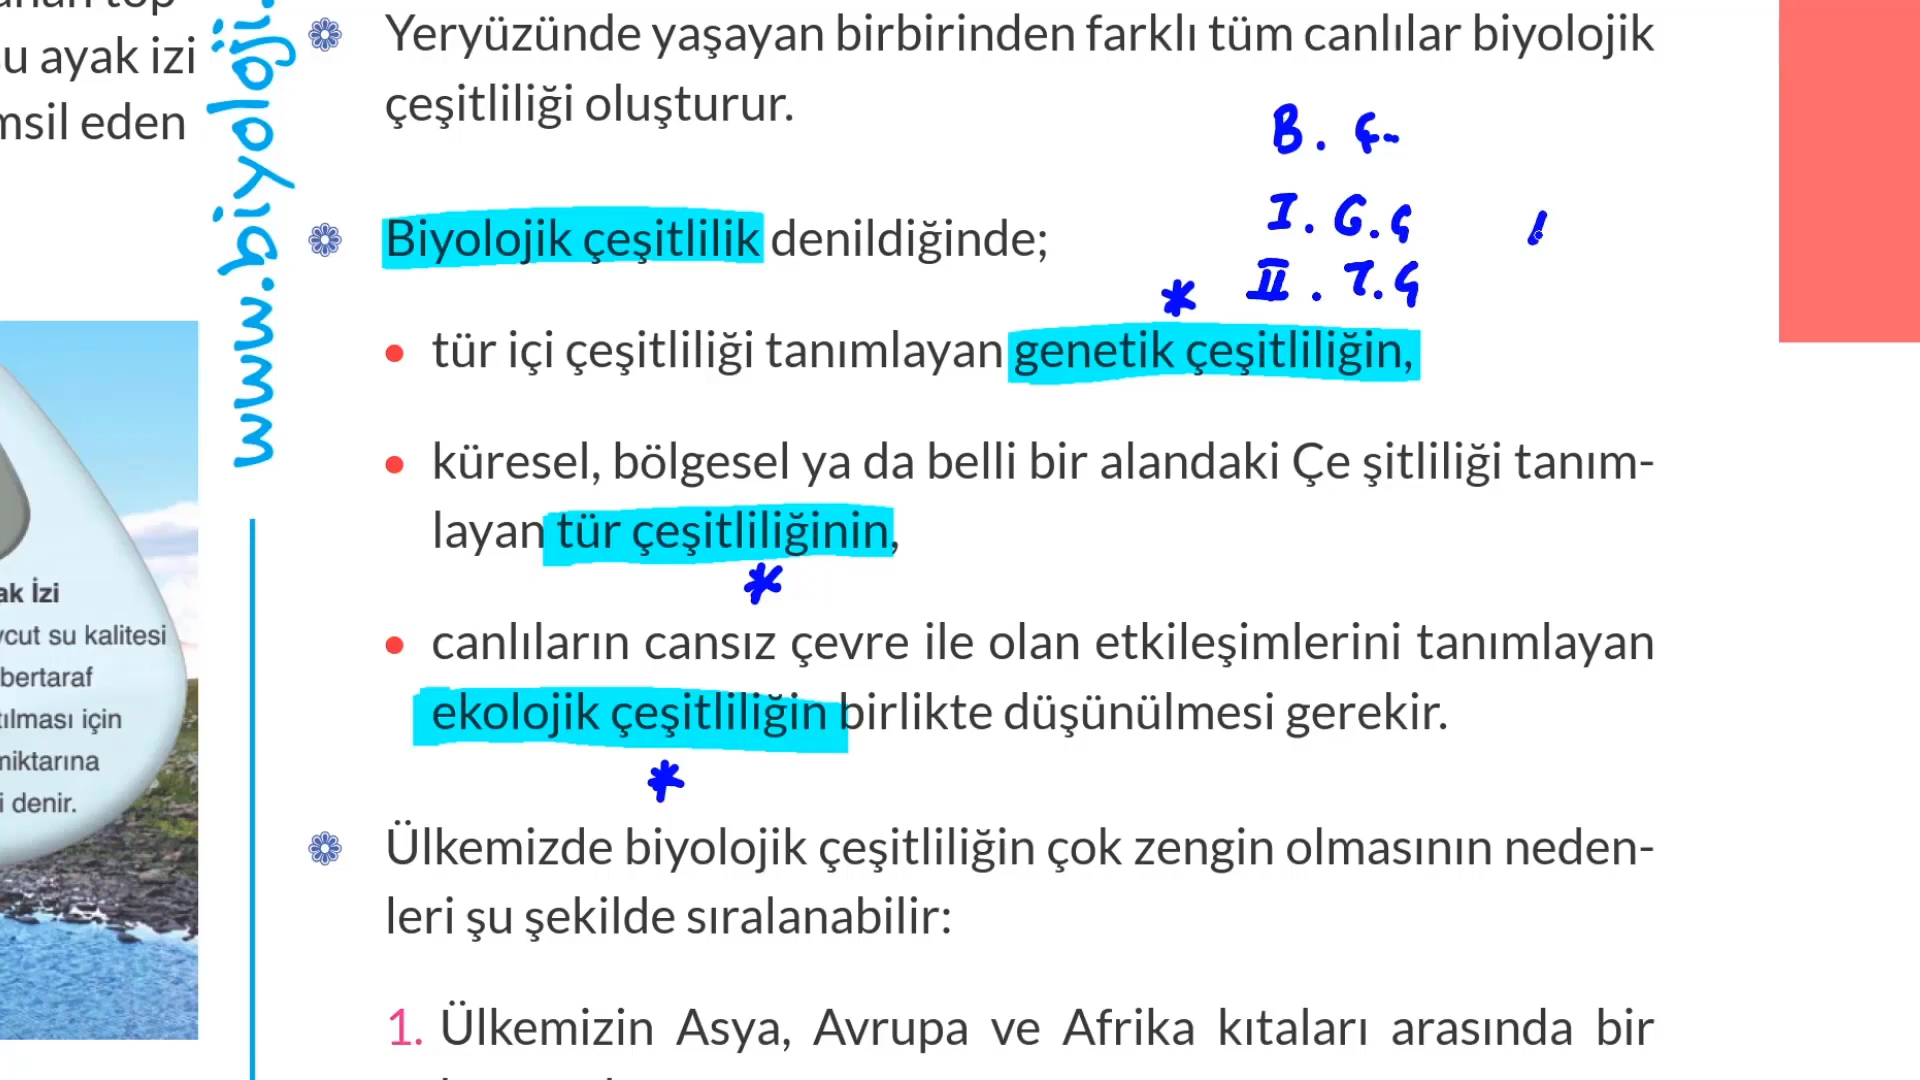 su ayak izi
eden
www.biyoloji
Yeryüzünde yaşayan birbirinden farklı tüm canlılar biyolojik
çeşitliliği oluşturur.
B. Ç.
I. G.Ç
II. T.Ç
Biyolojik çeşitlilik denildiğinde;
• tür içi çeşitliliği tanımlayan genetik çeşitliliğin,
• küresel, bölgesel ya da belli bir alandaki Çe şitliliği tanım-
layan tür çeşitliliğinin,
• canlıların cansız çevre ile olan etkileşimlerini tanımlayan
ekolojik çeşitliliğin birlikte düşünülmesi gerekir.
Ülkemizde biyolojik çeşitliliğin çok zengin olmasının neden-
leri şu şekilde sıralanabilir:
1. Ülkemizin Asya, Avrupa ve Afrika kıtaları arasında bir
İzi
su kalitesi
bertaraf
için
miktarına
denir.